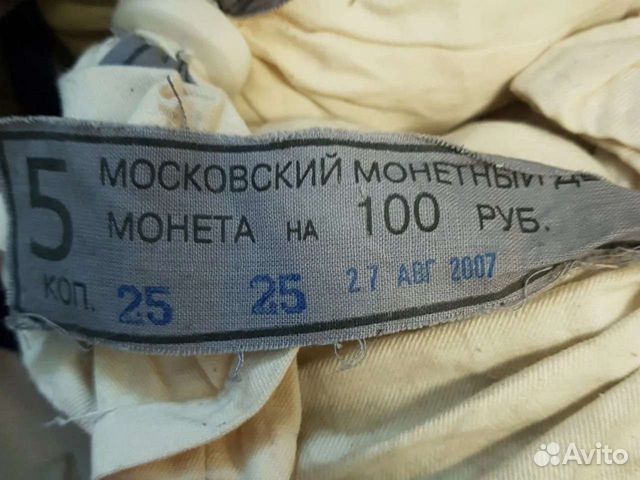 5 МОСКОВСКИЙ МОНЕТНЫЙ
МОНЕТА НА 100 РУБ.
КОП. 25 25 27 АВГ 2007
Avito